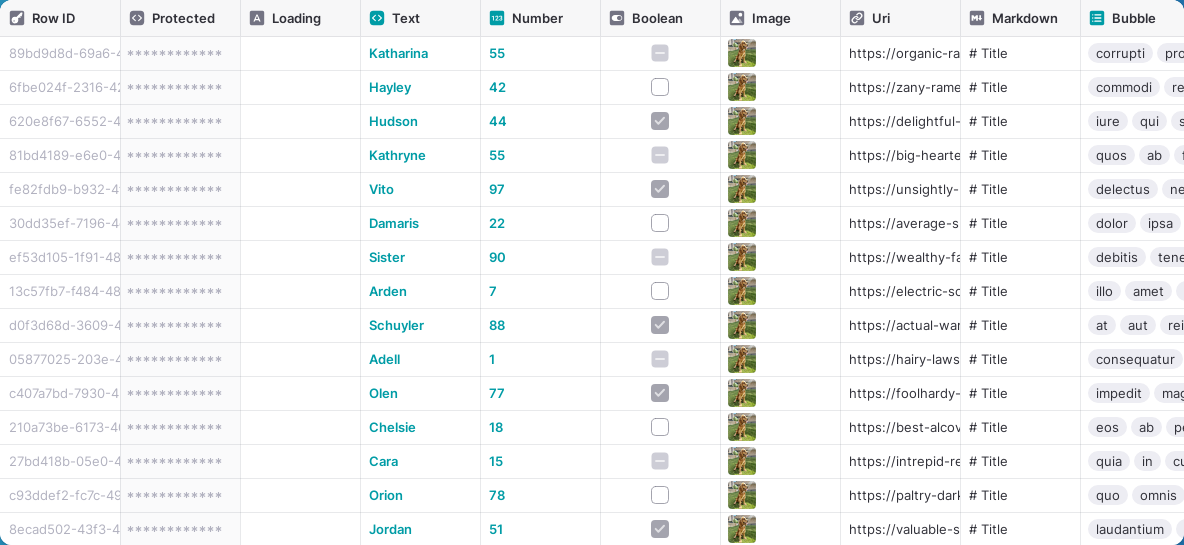 Row ID Protected Loading Text Number Boolean Image Uri Markdown Bubble
89bd9d8d-69a6-4 ************ Katharina 55 https://organic-ra # Title corrupti pro
6fbe024f-2316-42 ************ Hayley 42 https://zany-rame # Title commodi re
620e8f67-6552-4 ************ Hudson 44 https://delightful- # Title iure qui s
81bd4189-e6e0-4 ************ Kathryne 55 https://big-hearte # Title quos ab f
fe82fdb9-b932-4 ************ Vito 97 https://unsightly- # Title delectus ne
30dd35ef-7196-4 ************ Damaris 22 https://average-s # Title dolor ipsa
ef53d105-1f91-48 ************ Sister 90 https://wealthy-fa # Title debitis tene
13c57fb7-f484-48 ************ Arden 7 https://electric-sc # Title illo amet
d0f3d68d-3609-4 ************ Schuyler 88 https://actual-war # Title at aut rei
05877025-203e-4 ************ Adell 1 https://hairy-laws # Title consequatur
c407a7bd-7930-4 ************ Olen 77 https://foolhardy- # Title impedit mag
210a73be-6173-4 ************ Chelsie 18 https://best-alcov # Title eos ab pe
27bd418b-05e0-4 ************ Cara 15 https://intrepid-re # Title quia in cu
c93ddef2-fc7c-49 ************ Orion 78 https://paltry-dark # Title quo omnis
8ecad502-43f3-4 ************ Jordan 51 https://valuable-s # Title laudantium